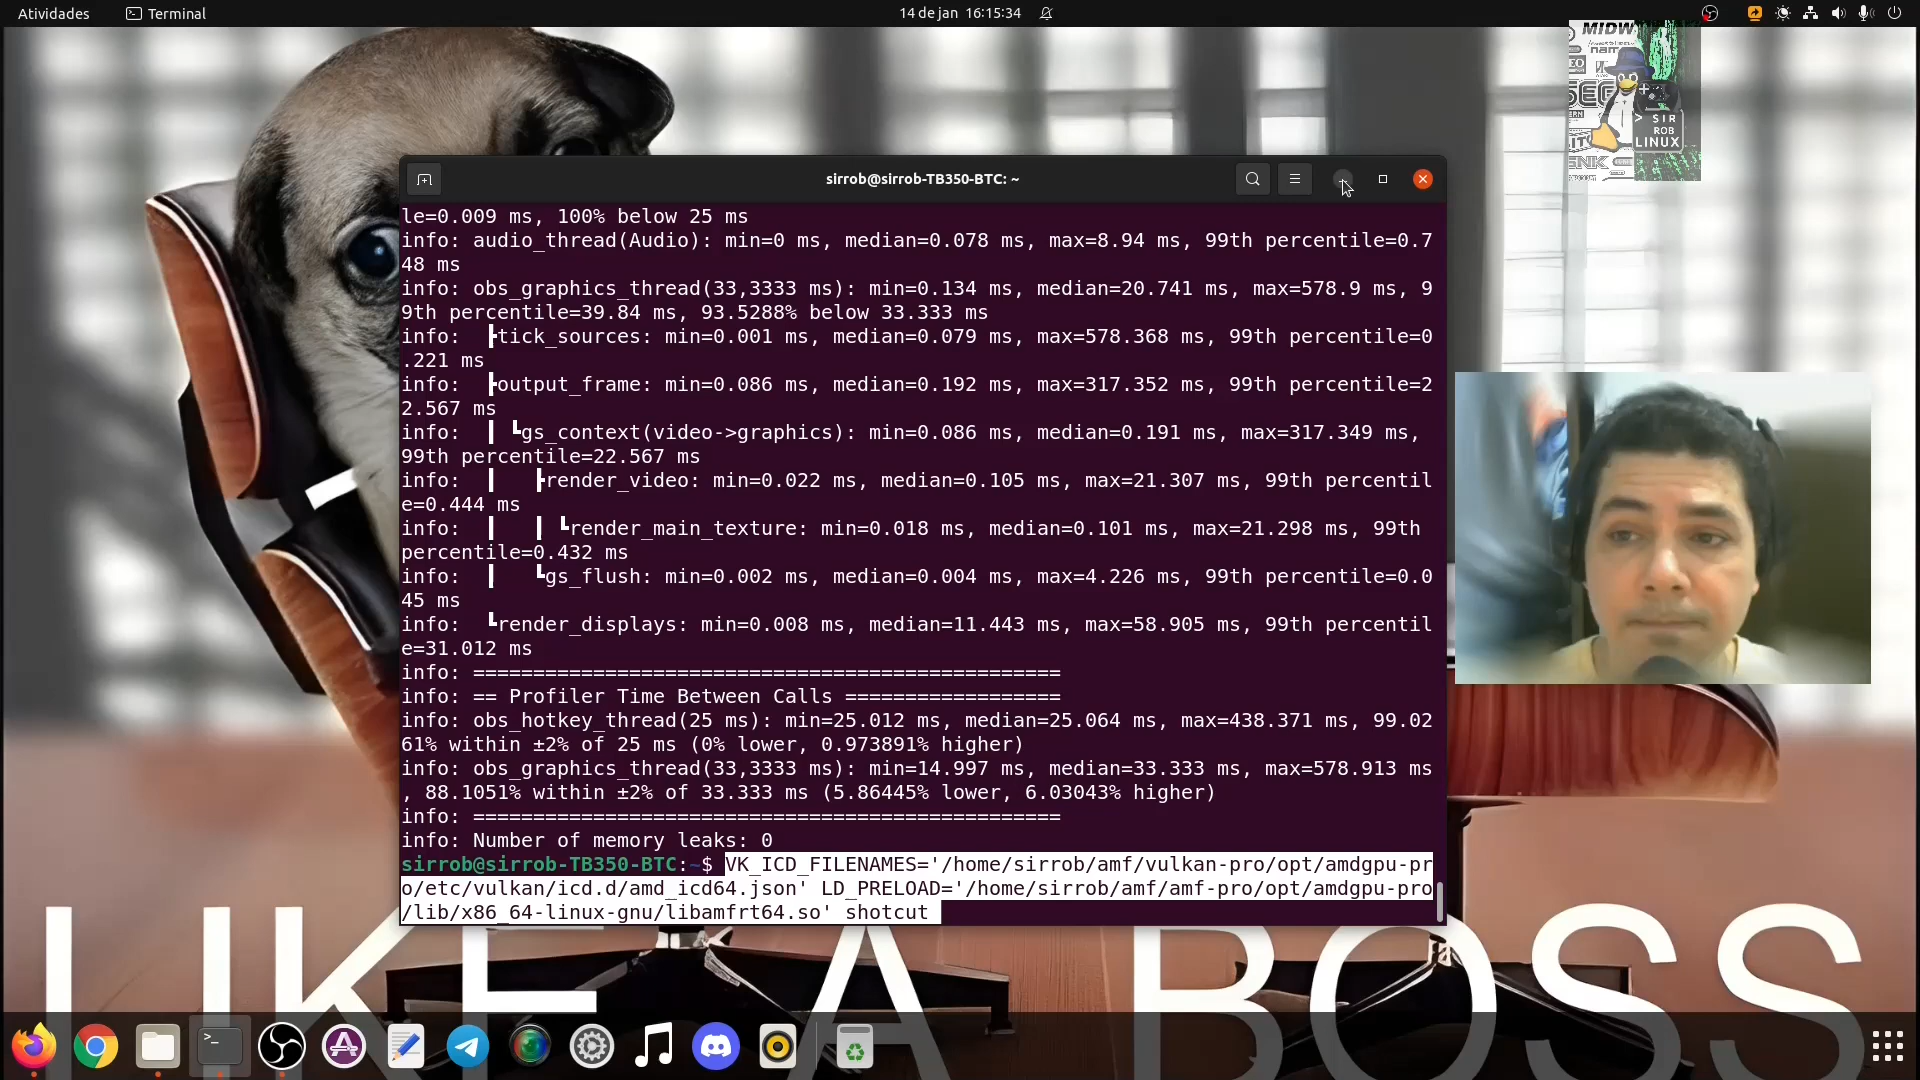 Atividades
Terminal
14 de jan 16:15:34
MIDW
SEG
> SIR
ROB
LINUX
ENK
sirrob@sirrob-TB350-BTC: ~
le=0.009 ms, 100% below 25 ms
info: audio_thread(Audio): min=0 ms, median=0.078 ms, max=8.94 ms, 99th percentile=0.7
48 ms
info: obs_graphics_thread(33,3333 ms): min=0.134 ms, median=20.741 ms, max=578.9 ms, 9
9th percentile=39.84 ms, 93.5288% below 33.333 ms
info:  ┣tick_sources: min=0.001 ms, median=0.079 ms, max=578.368 ms, 99th percentile=0
.221 ms
info:  ┣output_frame: min=0.086 ms, median=0.192 ms, max=317.352 ms, 99th percentile=2
2.567 ms
info:  ┃ ┗gs_context(video->graphics): min=0.086 ms, median=0.191 ms, max=317.349 ms,
99th percentile=22.567 ms
info:  ┃   ┣render_video: min=0.022 ms, median=0.105 ms, max=21.307 ms, 99th percentil
e=0.444 ms
info:  ┃   ┃ ┗render_main_texture: min=0.018 ms, median=0.101 ms, max=21.298 ms, 99th
percentile=0.432 ms
info:  ┃   ┗gs_flush: min=0.002 ms, median=0.004 ms, max=4.226 ms, 99th percentile=0.0
45 ms
info:  ┗render_displays: min=0.008 ms, median=11.443 ms, max=58.905 ms, 99th percentil
e=31.012 ms
info: =================================================
info: == Profiler Time Between Calls ==================
info: obs_hotkey_thread(25 ms): min=25.012 ms, median=25.064 ms, max=438.371 ms, 99.02
61% within ±2% of 25 ms (0% lower, 0.973891% higher)
info: obs_graphics_thread(33,3333 ms): min=14.997 ms, median=33.333 ms, max=578.913 ms
, 88.1051% within ±2% of 33.333 ms (5.86445% lower, 6.03043% higher)
info: =================================================
info: Number of memory leaks: 0
sirrob@sirrob-TB350-BTC:~$ VK_ICD_FILENAMES='/home/sirrob/amf/vulkan-pro/opt/amdgpu-pr
o/etc/vulkan/icd.d/amd_icd64.json' LD_PRELOAD='/home/sirrob/amf/amf-pro/opt/amdgpu-pro
/lib/x86_64-linux-gnu/libamfrt64.so' shotcut
LIKE A BOSS